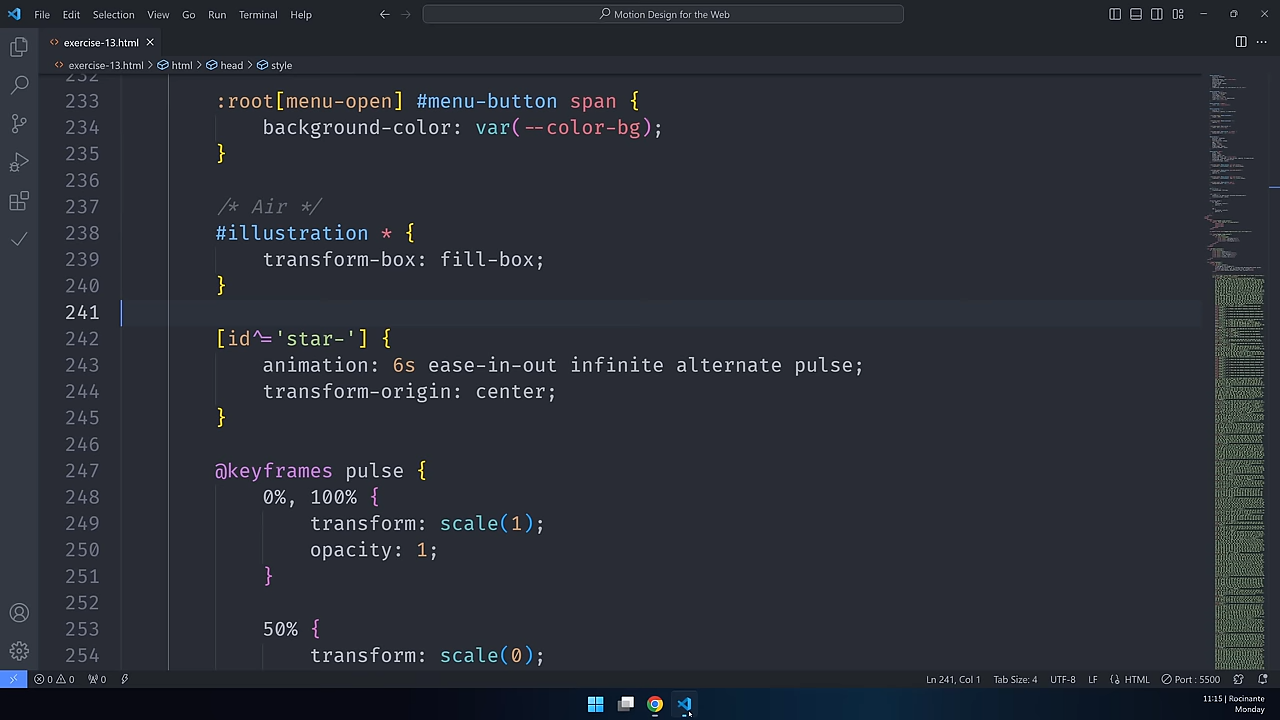 File Edit Selection View Go Run Terminal Help
Motion Design for the Web
exercise-13.html
exercise-13.html > html > head > style
232
233 :root[menu-open] #menu-button span {
234 background-color: var(--color-bg);
235 }
236
237 /* Air */
238 #illustration * {
239 transform-box: fill-box;
240 }
241
242 [id^='star-'] {
243 animation: 6s ease-in-out infinite alternate pulse;
244 transform-origin: center;
245 }
246
247 @keyframes pulse {
248 0%, 100% {
249 transform: scale(1);
250 opacity: 1;
251 }
252
253 50% {
254 transform: scale(0);
0 0 0 Ln 241, Col 1 Tab Size: 4 UTF-8 LF HTML Port : 5500
11:15 | Rocinante
Monday